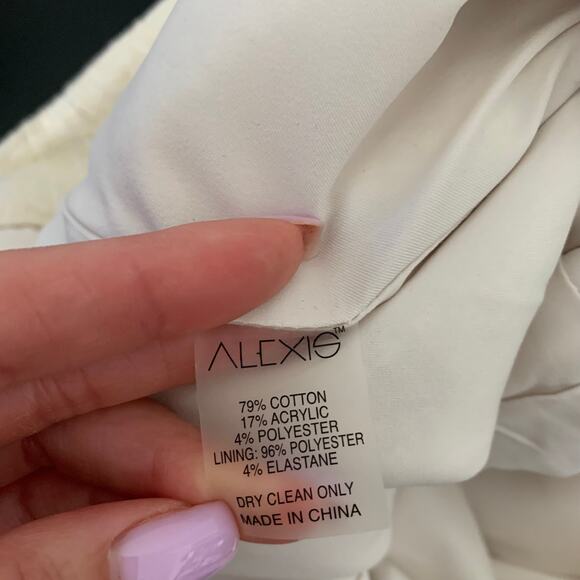 ALEXIS™
79% COTTON
17% ACRYLIC
4% POLYESTER
LINING: 96% POLYESTER
4% ELASTANE
DRY CLEAN ONLY
MADE IN CHINA